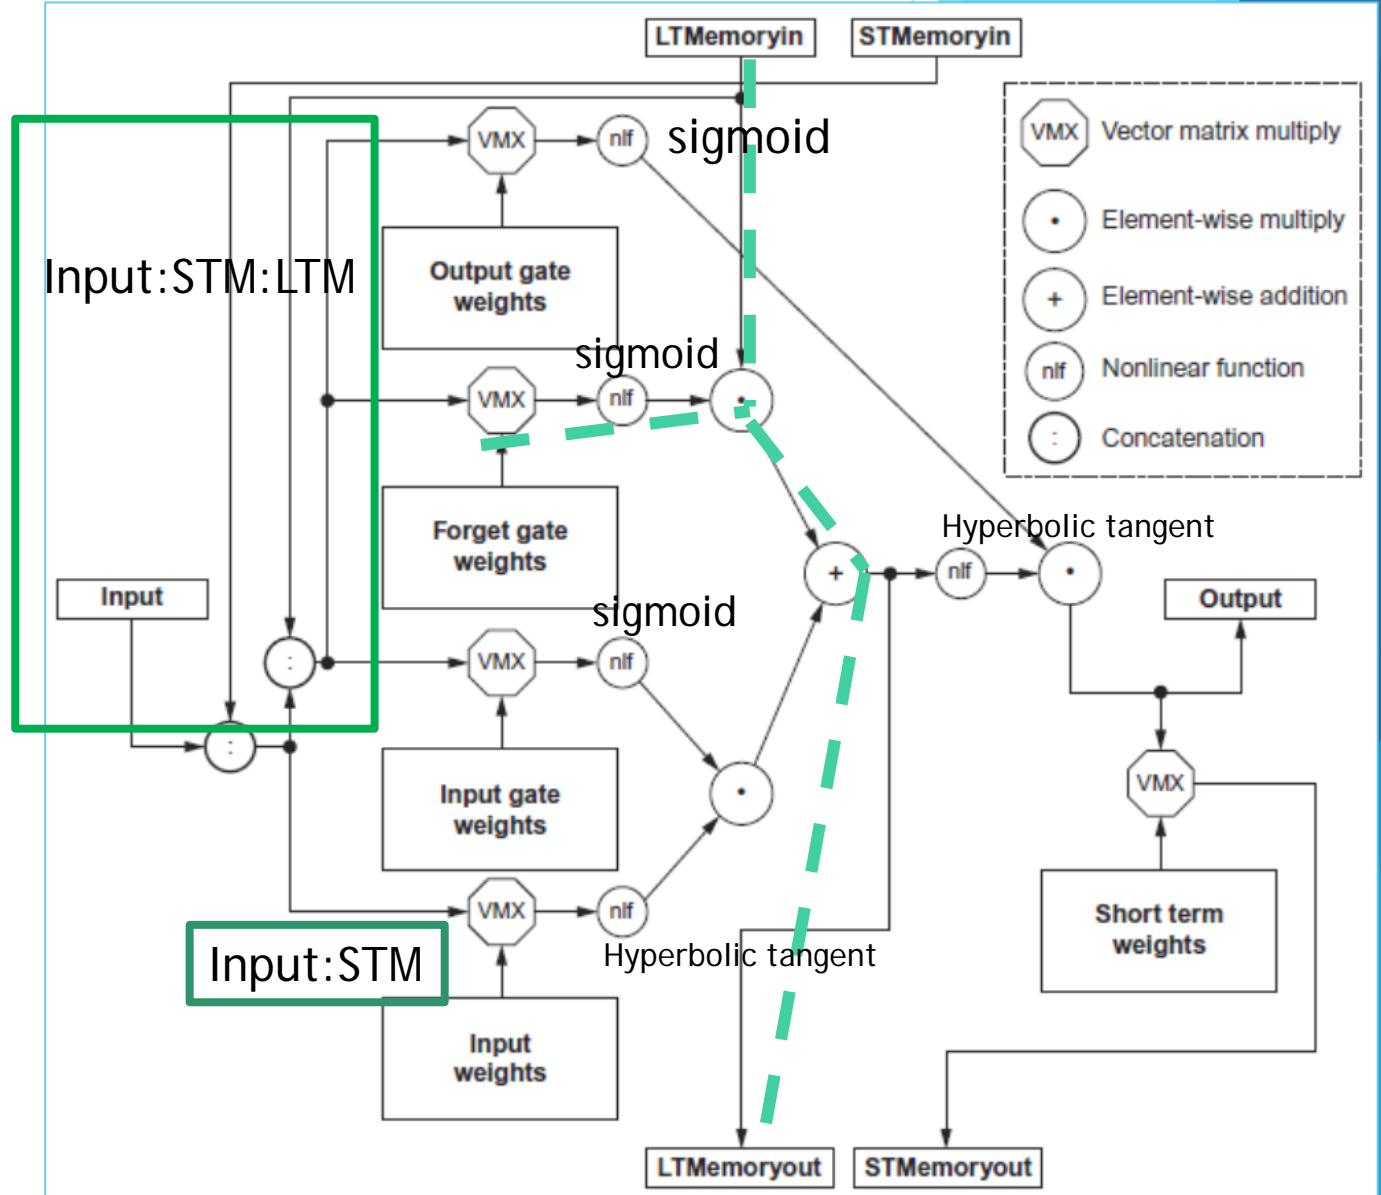 LTMemoryin
STMemoryin
VMX
nlf
sigmoid
VMX
Vector matrix multiply
•
Element-wise multiply
+
Element-wise addition
nlf
Nonlinear function
:
Concatenation
Input:STM:LTM
Output gate
weights
sigmoid
VMX
nlf
•
Forget gate
weights
Hyperbolic tangent
+
nlf
•
Input
Output
sigmoid
:
VMX
nlf
:
Input gate
weights
•
VMX
VMX
nlf
Short term
weights
Input:STM
Hyperbolic tangent
Input
weights
LTMemoryout
STMemoryout